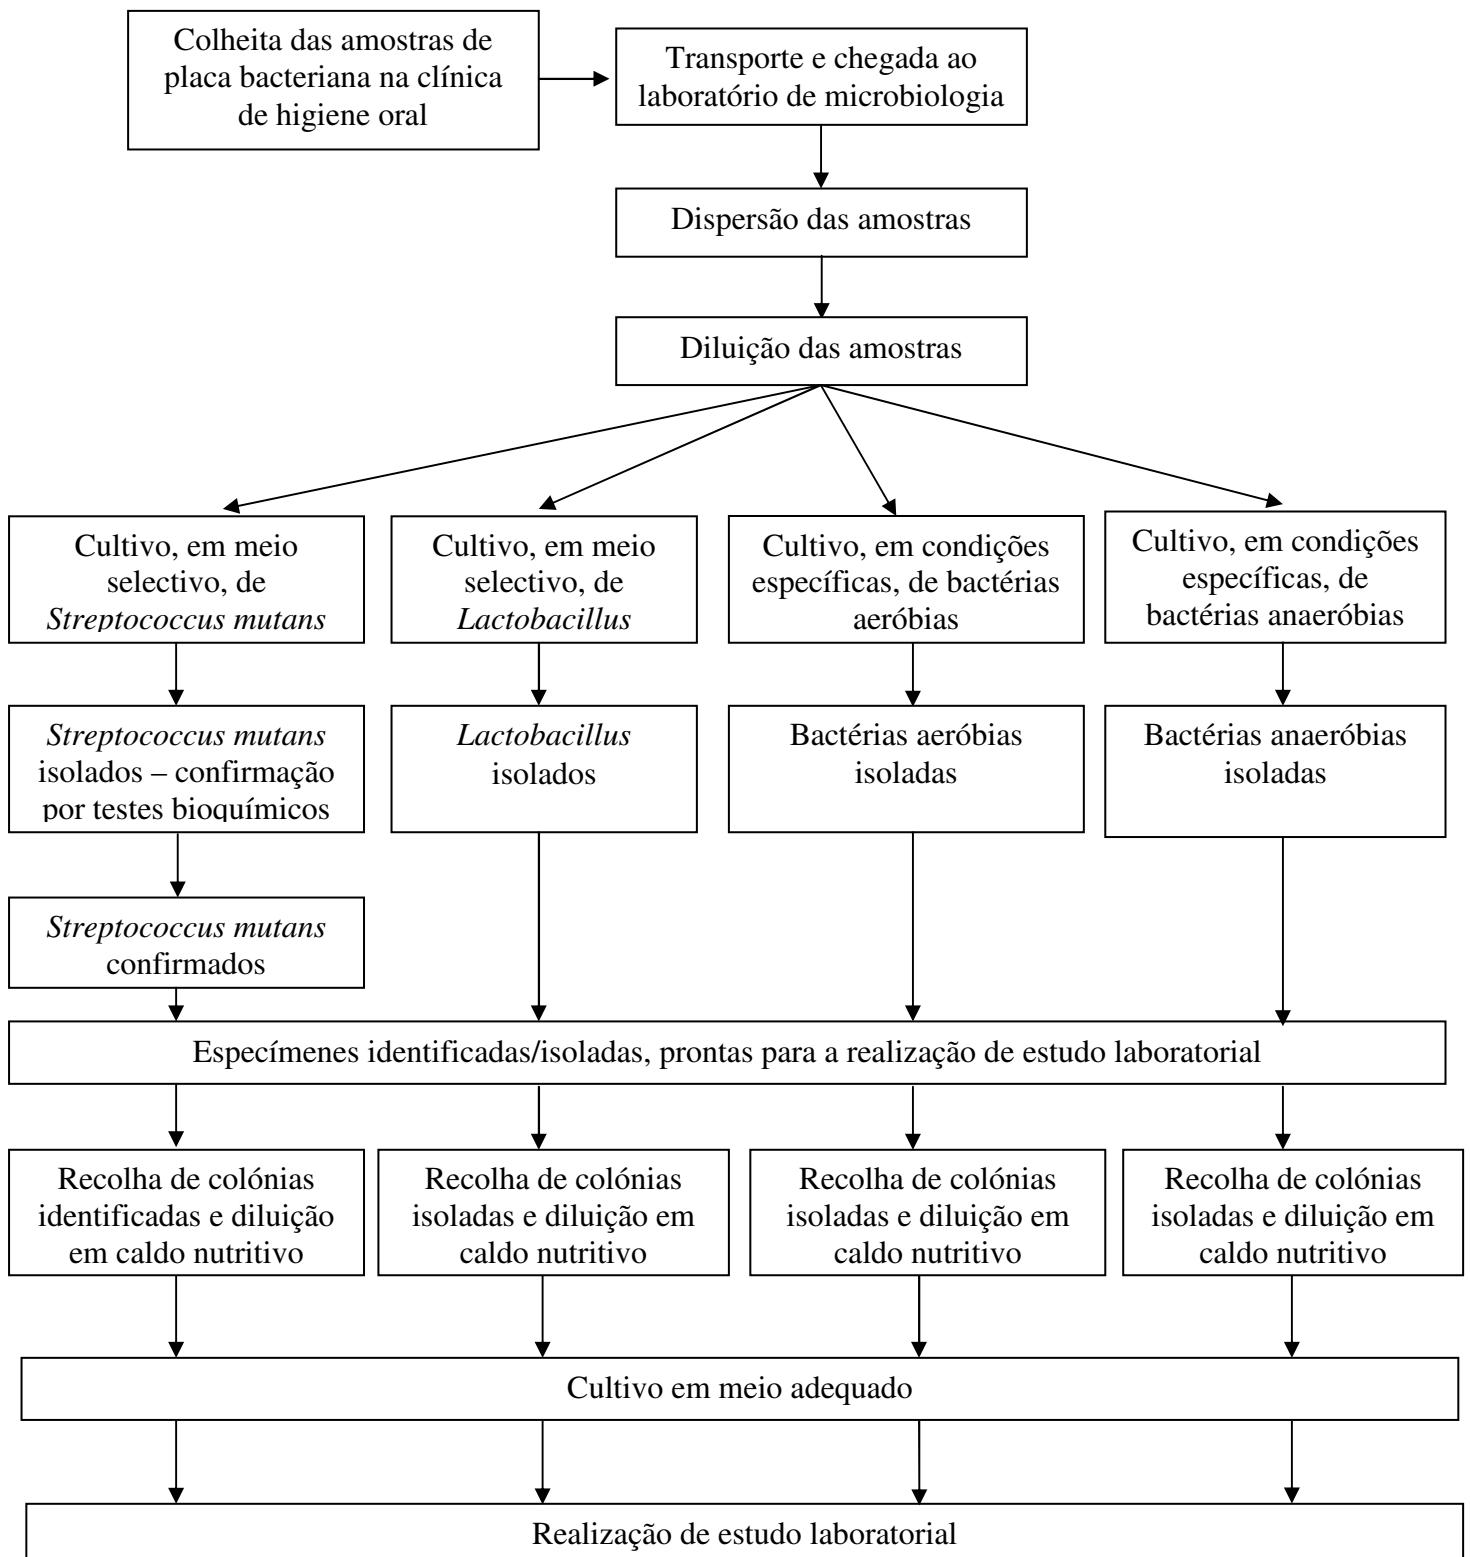 Colheita das amostras de
placa bacteriana na clínica
de higiene oral
Transporte e chegada ao
laboratório de microbiologia
Dispersão das amostras
Diluição das amostras
Cultivo, em meio
selectivo, de
Streptococcus mutans
Cultivo, em meio
selectivo, de
Lactobacillus
Cultivo, em condições
específicas, de bactérias
aeróbias
Cultivo, em condições
específicas, de
bactérias anaeróbias
Streptococcus mutans
isolados – confirmação
por testes bioquímicos
Lactobacillus
isolados
Bactérias aeróbias
isoladas
Bactérias anaeróbias
isoladas
Streptococcus mutans
confirmados
Específmenes identificadas/isoladas, prontas para a realização de estudo laboratorial
Recolha de colónias
identificadas e diluição
em caldo nutritivo
Recolha de colónias
isoladas e diluição em
caldo nutritivo
Recolha de colónias
isoladas e diluição em
caldo nutritivo
Recolha de colónias
isoladas e diluição em
caldo nutritivo
Cultivo em meio adequado
Realização de estudo laboratorial